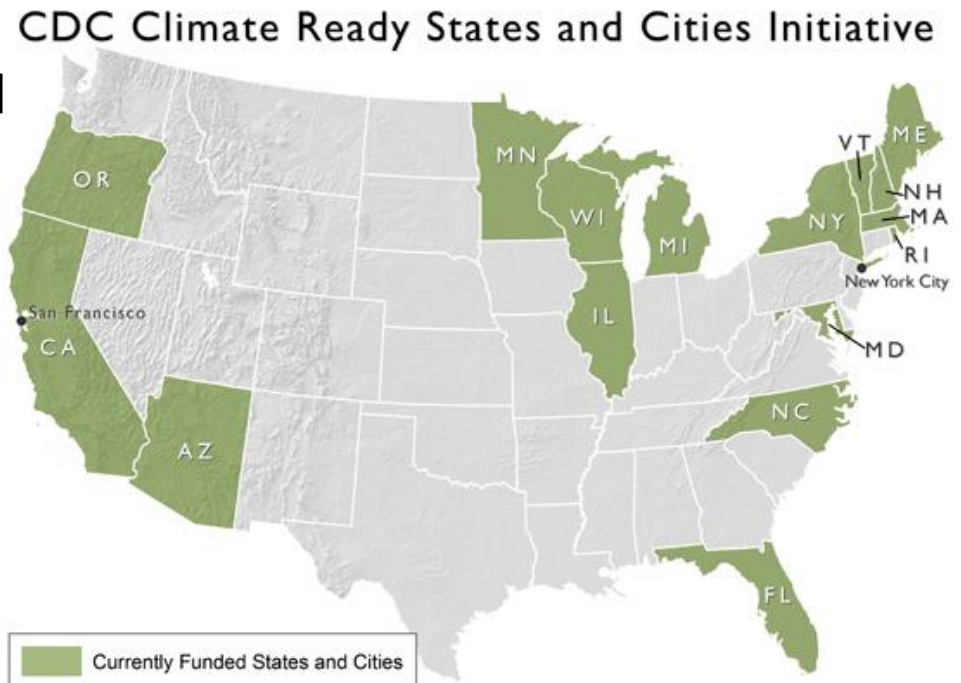 CDC Climate Ready States and Cities Initiative
OR
MN
VT
ME
NH
WI
NY
MA
MI
RI
New York City
San Francisco
IL
CA
MD
NC
AZ
FL
Currently Funded States and Cities